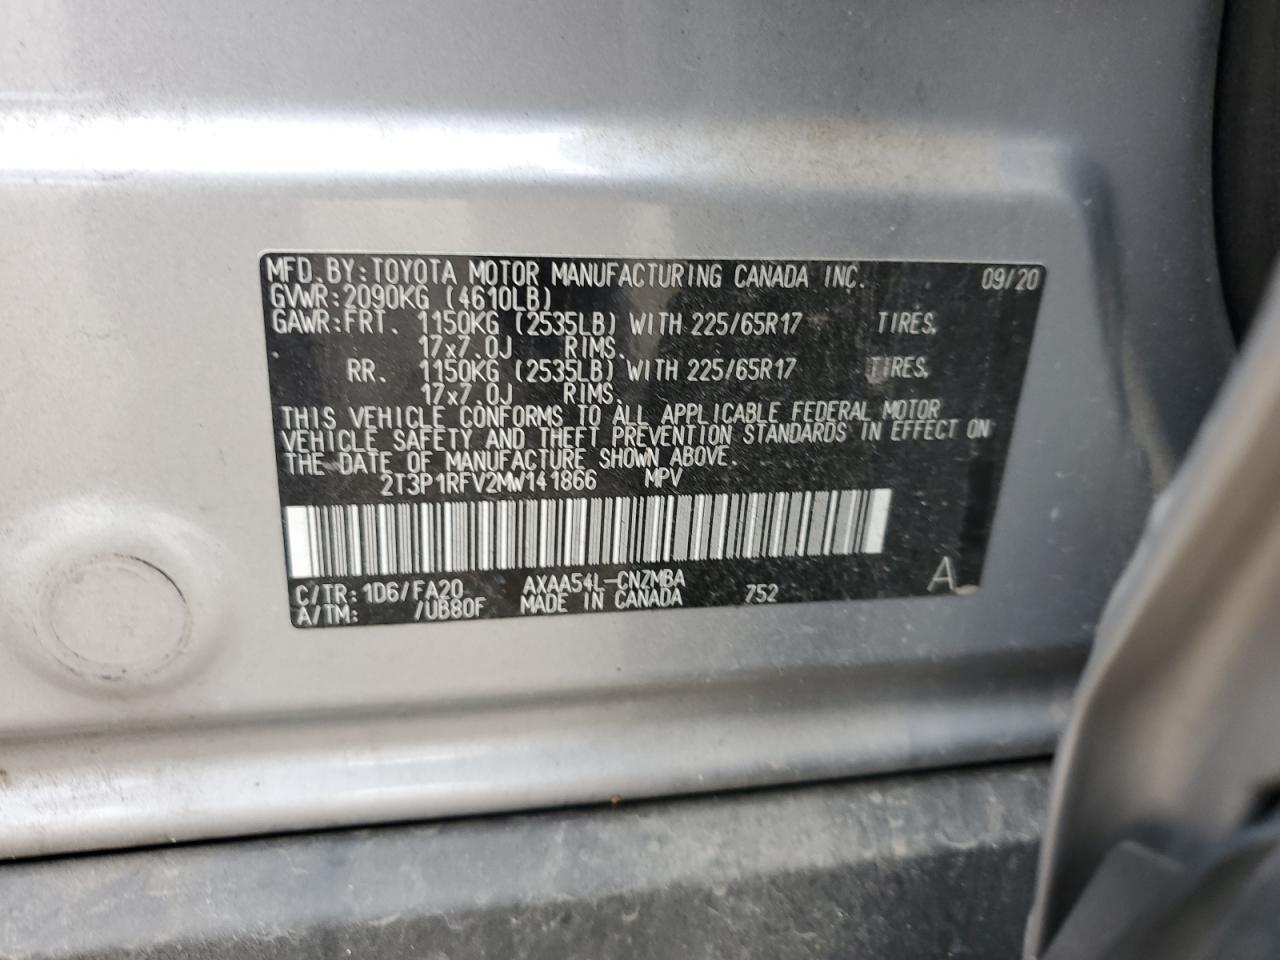 MFD. BY: TOYOTA MOTOR MANUFACTURING CANADA INC. 09/20
GVWR: 2090KG (4610LB)
GAWR: FRT. 1150KG (2535LB) WITH 225/65R17 TIRES,
17x7.0J RIMS.
RR. 1150KG (2535LB) WITH 225/65R17 TIRES,
17x7.0J RIMS.
THIS VEHICLE CONFORMS TO ALL APPLICABLE FEDERAL MOTOR
VEHICLE SAFETY AND THEFT PREVENTION STANDARDS IN EFFECT ON
THE DATE OF MANUFACTURE SHOWN ABOVE.
2T3P1RFV2MW141866 MPV
C/TR: 1D6/FA20 AXAA54L-CNZMBA A
A/TM: /UB80F MADE IN CANADA 752